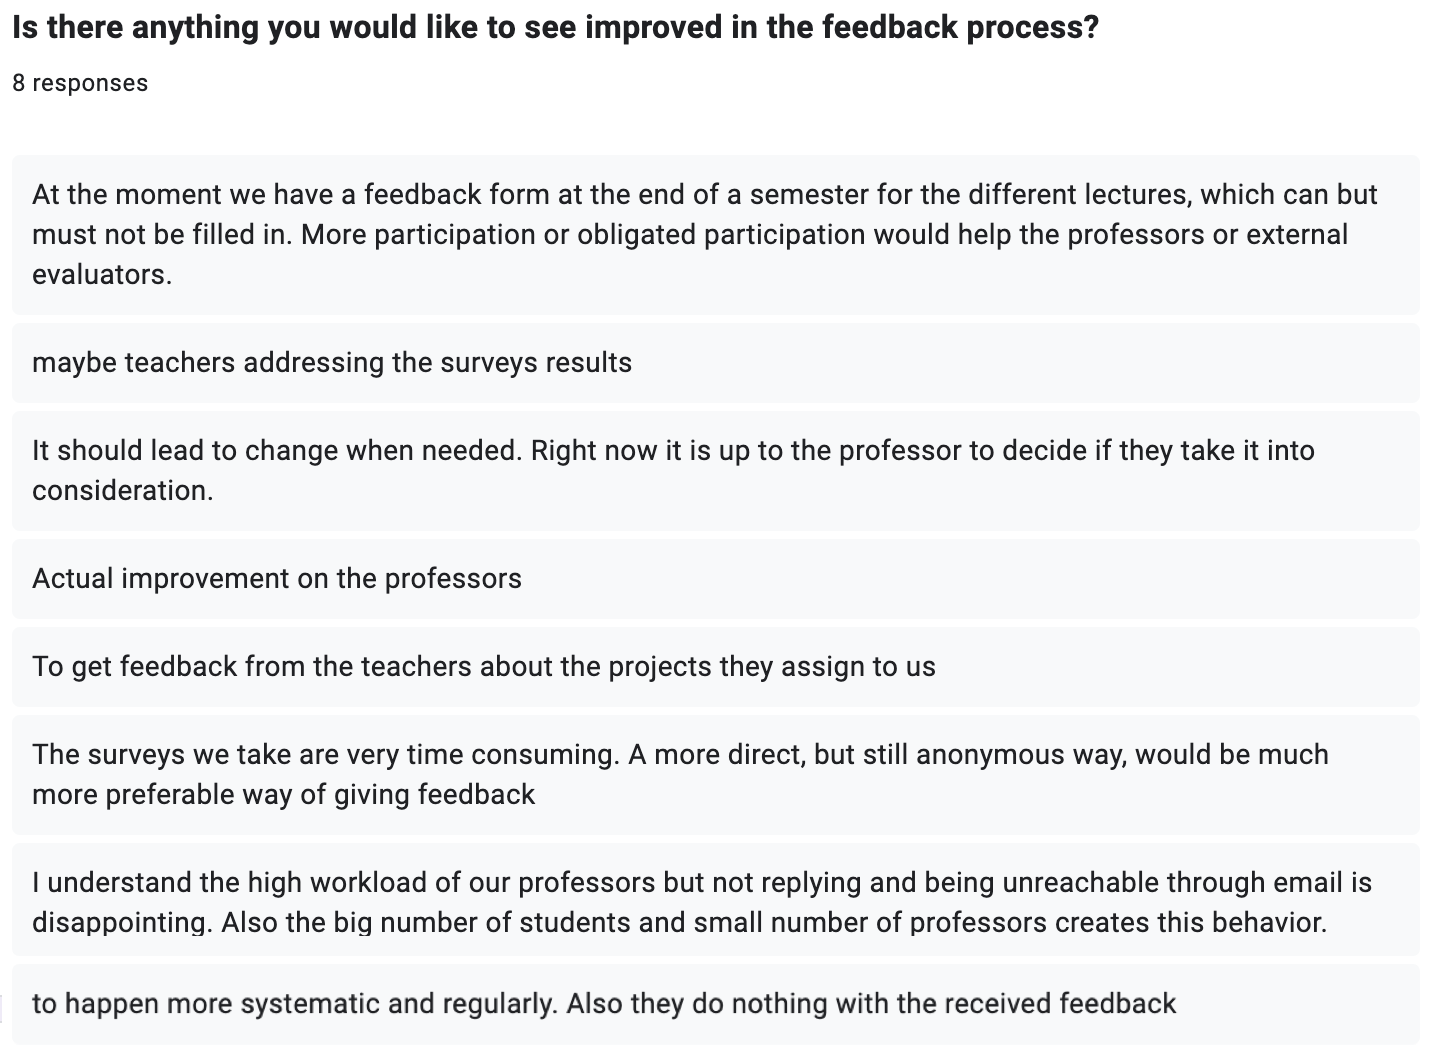 Is there anything you would like to see improved in the feedback process?
8 responses
At the moment we have a feedback form at the end of a semester for the different lectures, which can but
must not be filled in. More participation or obligated participation would help the professors or external
evaluators.
maybe teachers addressing the surveys results
It should lead to change when needed. Right now it is up to the professor to decide if they take it into
consideration.
Actual improvement on the professors
To get feedback from the teachers about the projects they assign to us
The surveys we take are very time consuming. A more direct, but still anonymous way, would be much
more preferable way of giving feedback
I understand the high workload of our professors but not replying and being unreachable through email is
disappointing. Also the big number of students and small number of professors creates this behavior.
to happen more systematic and regularly. Also they do nothing with the received feedback